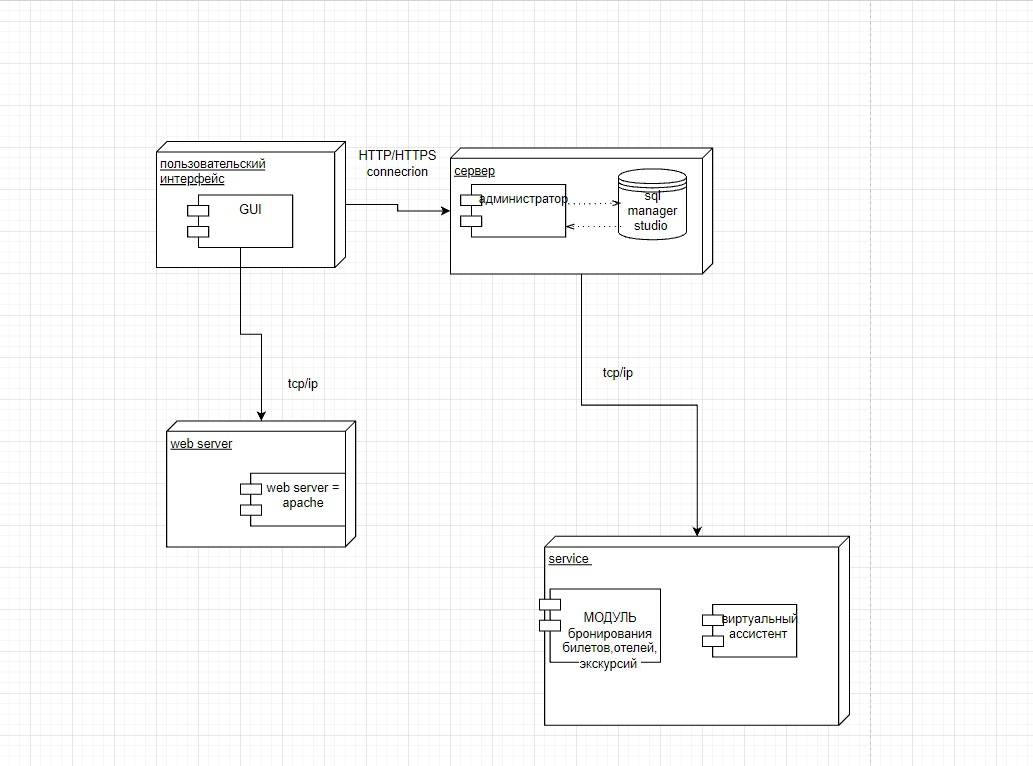 пользовательский
интерфейс
GUI
HTTP/HTTPS
connecrion
сервер
администратор
sql
manager
studio
tcp/ip
tcp/ip
web server
web server =
apache
service
МОДУЛЬ
бронирования
билетов,отелей,
экскурсий
виртуальный
ассистент